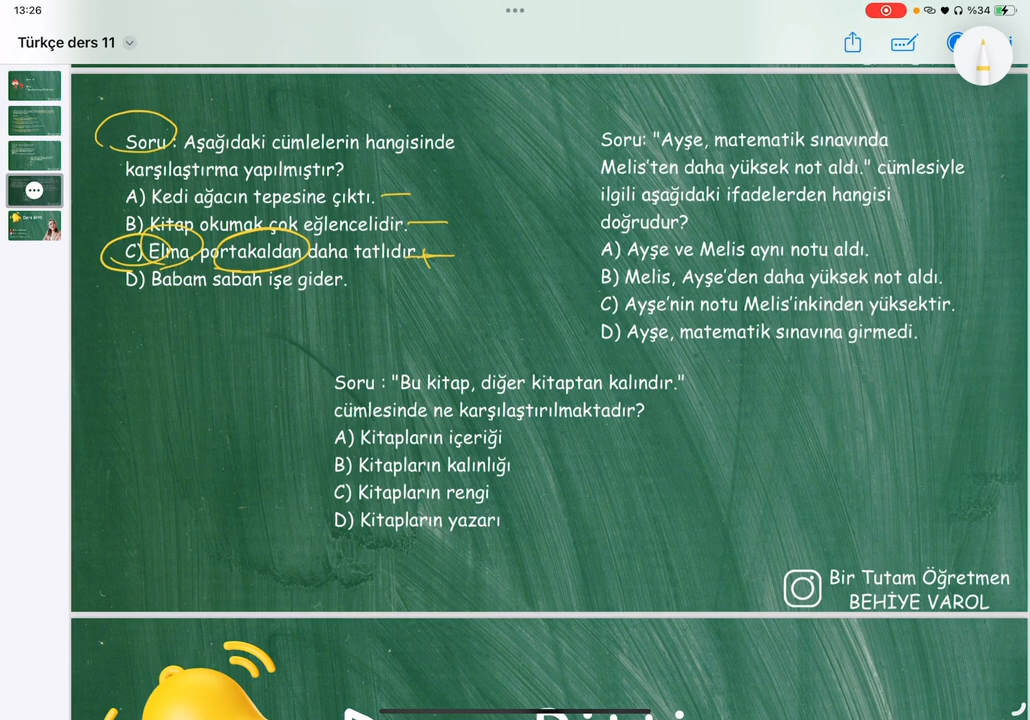 13:26
%34
Türkçe ders 11
Soru : Aşağıdaki cümlelerin hangisinde
karşılaştırma yapılmıştır?
A) Kedi ağacın tepesine çıktı.
B) Kitap okumak çok eğlencelidir.
C) Elma, portakaldan daha tatlıdır.
D) Babam sabah işe gider.
Soru: "Ayşe, matematik sınavında
Melis'ten daha yüksek not aldı." cümlesiyle
ilgili aşağıdaki ifadelerden hangisi
doğrudur?
A) Ayşe ve Melis aynı notu aldı.
B) Melis, Ayşe'den daha yüksek not aldı.
C) Ayşe'nin notu Melis'inkinden yüksektir.
D) Ayşe, matematik sınavına girmedi.
Soru : "Bu kitap, diğer kitaptan kalındır."
cümlesinde ne karşılaştırılmaktadır?
A) Kitapların içeriği
B) Kitapların kalınlığı
C) Kitapların rengi
D) Kitapların yazarı
Bir Tutam Öğretmen
BEHİYE VAROL